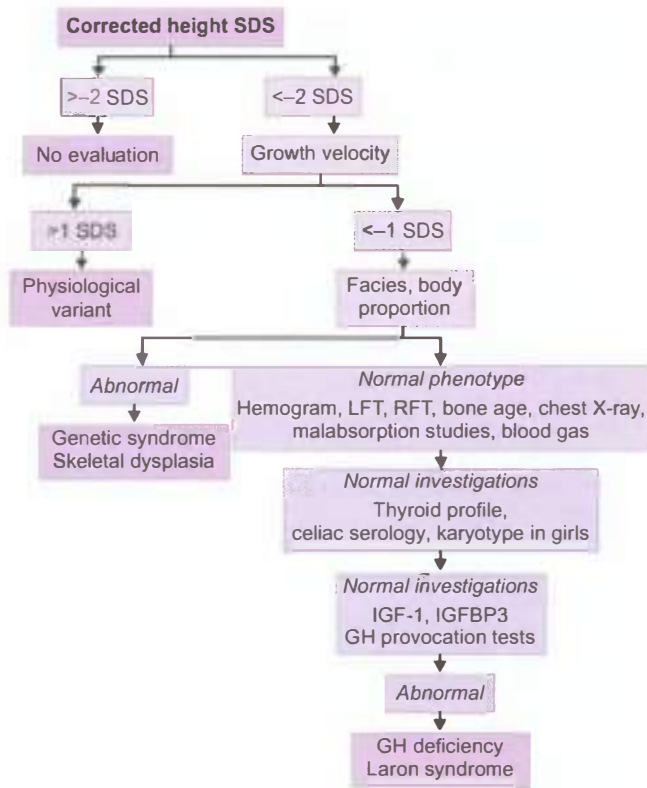 Corrected height SDS
>–2 SDS
<–2 SDS
No evaluation
Growth velocity
>1 SDS
<–1 SDS
Physiological
variant
Facies, body
proportion
Abnormal
Normal phenotype
Hemogram, LFT, RFT, bone age, chest X-ray,
malabsorption studies, blood gas
Genetic syndrome
Skeletal dysplasia
Normal investigations
Thyroid profile,
celiac serology, karyotype in girls
Normal investigations
IGF-1, IGFBP3
GH provocation tests
Abnormal
GH deficiency
Laron syndrome